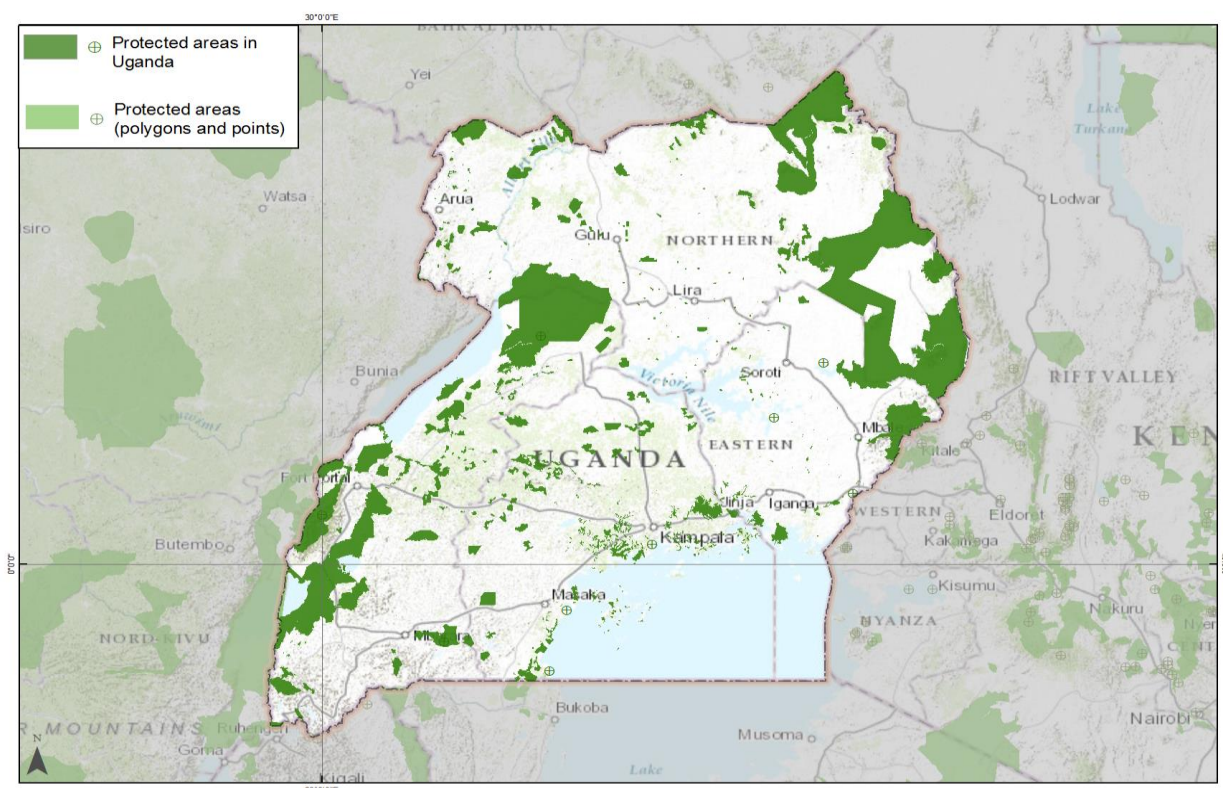 30°0'0"E
BAHR AL JABAL
Protected areas in
Uganda
Protected areas
(polygons and points)
Yei
Lake
Turkana
Watsa
Arua
Albert Nile
Lodwar
siro
Gulu
NORTHERN
Lira
Bunia
Soroti
RIFT VALLEY
Victoria Nile
Mbale
KEN
EASTERN
UGANDA
Kitale
Fort Portal
Jinja
Iganga
WESTERN
Eldoret
Kampala
Butembo
Kakamega
0°0'0"
Kisumu
Masaka
Nakuru
NYANZA
Nyer
NORD-KIVU
Mbarara
CENT
Bukoba
R MOUNTAINS
Ruhengeri
Nairobi
N
Musoma
Goma
Lake
Kigali